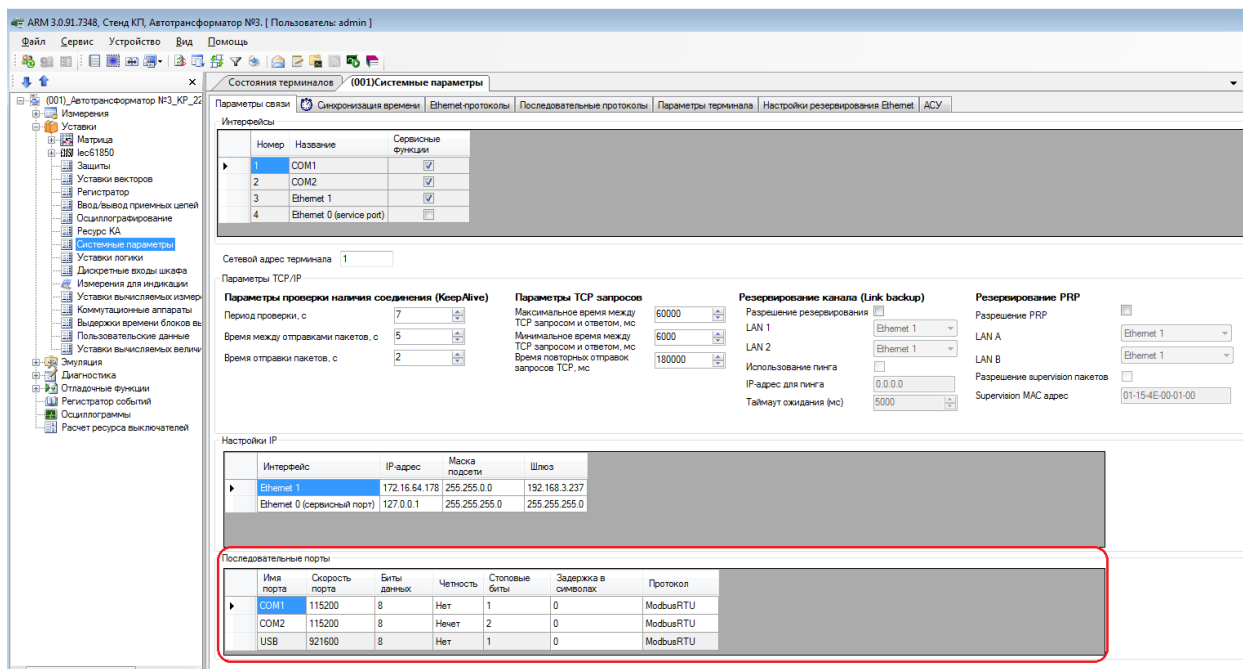 ARM 3.0.91.7348, Стенд КП, Автотрансформатор №3. [ Пользователь: admin ]
Файл Сервис Устройство Вид Помощь
Состояния терминалов (001)Системные параметры
(001)_Автотрансформатор №3_KP_22
Измерения
Уставки
Матрица
Iec61850
Защиты
Уставки векторов
Регистратор
Ввод/вывод приемных цепей
Осциллографирование
Ресурс КА
Системные параметры
Уставки логики
Дискретные входы шкафа
Измерения для индикации
Уставки вычисляемых измер
Коммутационные аппараты
Выдержки времени блоков вы
Пользовательские данные
Уставки вычисляемых величи
Эмуляция
Диагностика
Отладочные функции
Регистратор событий
Осциллограммы
Расчет ресурса выключателей
Параметры связи Синхронизация времени Ethernet-протоколы Последовательные протоколы Параметры терминала Настройки резервирования Ethernet АСУ
Интерфейсы
Номер Название Сервисные функции
1 COM1
2 COM2
3 Ethernet 1
4 Ethernet 0 (service port)
Сетевой адрес терминала 1
Параметры TCP/IP
Параметры проверки наличия соединения (KeepAlive)
Период проверки, с 7
Время между отправками пакетов, с 5
Время отправки пакетов, с 2
Параметры TCP запросов
Максимальное время между
TCP запросом и ответом, мс 60000
Минимальное время между
TCP запросом и ответом, мс 6000
Время повторных отправок
запросов TCP, мс 180000
Резервирование канала (Link backup)
Разрешение резервирования
LAN 1 Ethernet 1
LAN 2 Ethernet 1
Использование пинга
IP-адрес для пинга 0.0.0.0
Таймаут ожидания (мс) 5000
Резервирование PRP
Разрешение PRP
LAN A Ethernet 1
LAN B Ethernet 1
Разрешение supervision пакетов
Supervision MAC адрес 01-15-4E-00-01-00
Настройки IP
Интерфейс IP-адрес Маска подсети Шлюз
Ethernet 1 172.16.64.178 255.255.0.0 192.168.3.237
Ethernet 0 (сервисный порт) 127.0.0.1 255.255.255.0 255.255.255.0
Последовательные порты
Имя порта Скорость порта Биты данных Четность Стоповые биты Задержка в символах Протокол
COM1 115200 8 Нет 1 0 ModbusRTU
COM2 115200 8 Нечет 2 0 ModbusRTU
USB 921600 8 Нет 1 0 ModbusRTU